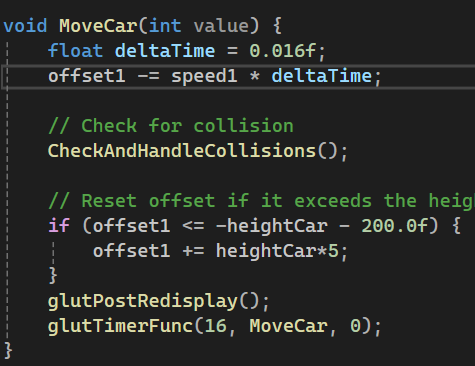 void MoveCar(int value) {
    float deltaTime = 0.016f;
    offset1 -= speed1 * deltaTime;

    // Check for collision
    CheckAndHandleCollisions();

    // Reset offset if it exceeds the
    if (offset1 <= -heightCar - 200.0f) {
        offset1 += heightCar*5;
    }
    glutPostRedisplay();
    glutTimerFunc(16, MoveCar, 0);
}